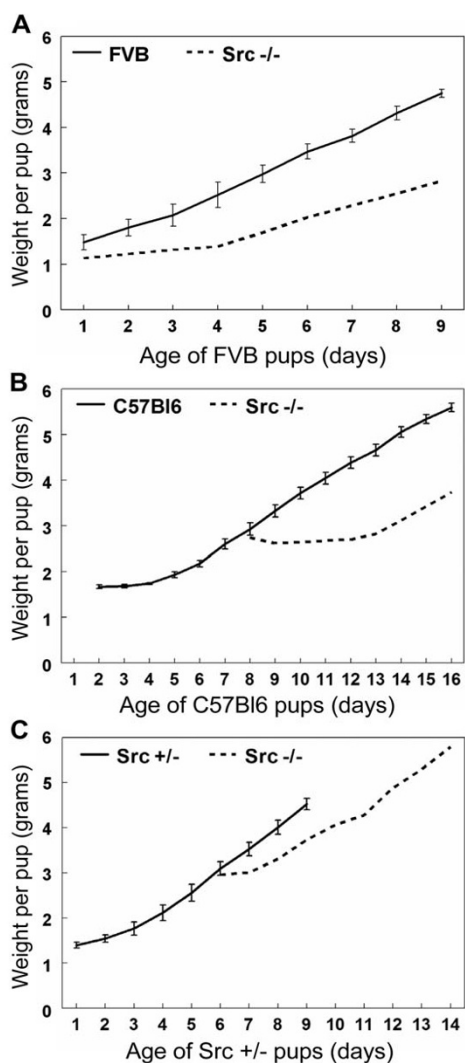 A
FVB Src -/-
Weight per pup (grams)
6
5
4
3
2
1
0
1 2 3 4 5 6 7 8 9
Age of FVB pups (days)
B
C57Bl6 Src -/-
Weight per pup (grams)
6
5
4
3
2
1
0
1 2 3 4 5 6 7 8 9 10 11 12 13 14 15 16
Age of C57Bl6 pups (days)
C
Src +/- Src -/-
Weight per pup (grams)
6
5
4
3
2
1
0
1 2 3 4 5 6 7 8 9 10 11 12 13 14
Age of Src +/- pups (days)